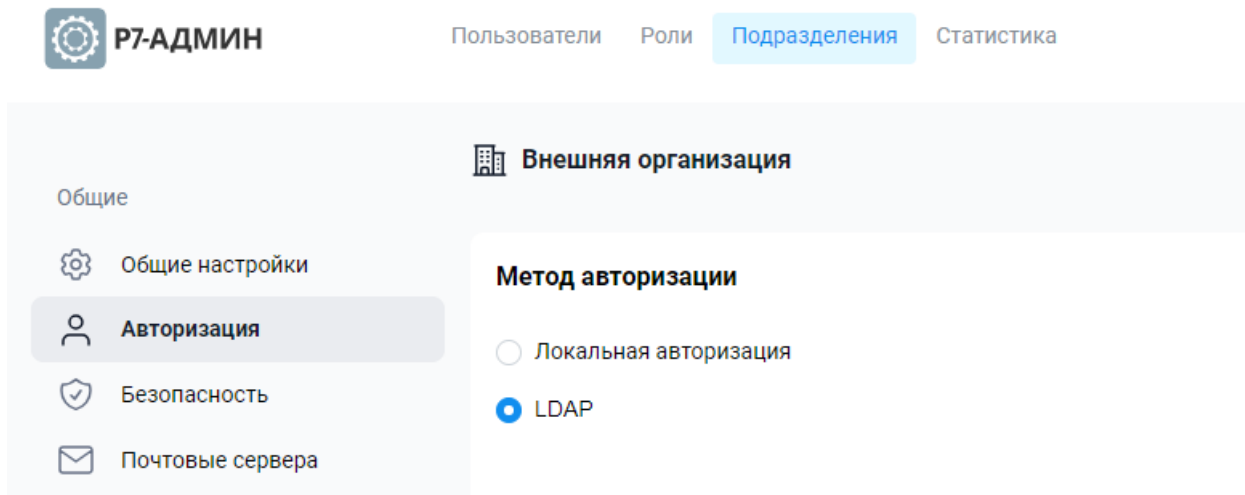 Р7-АДМИН
Пользователи Роли Подразделения Статистика
Внешняя организация
Общие
Общие настройки
Авторизация
Безопасность
Почтовые сервера
Метод авторизации
Локальная авторизация
LDAP